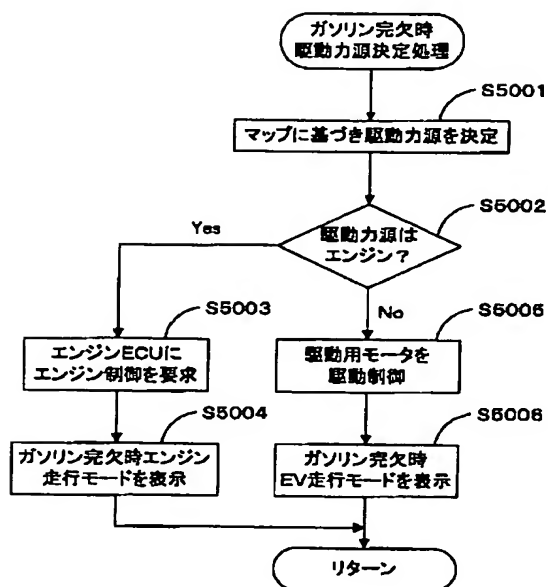 ガソリン完欠時
駆動力源決定処理
S5001
マップに基づき駆動力源を決定
S5002
駆動力源は
エンジン？
Yes
No
S5003
エンジンECUに
エンジン制御を要求
S5005
駆動用モータを
駆動制御
S5004
ガソリン完欠時エンジン
走行モードを表示
S5006
ガソリン完欠時
EV走行モードを表示
リターン